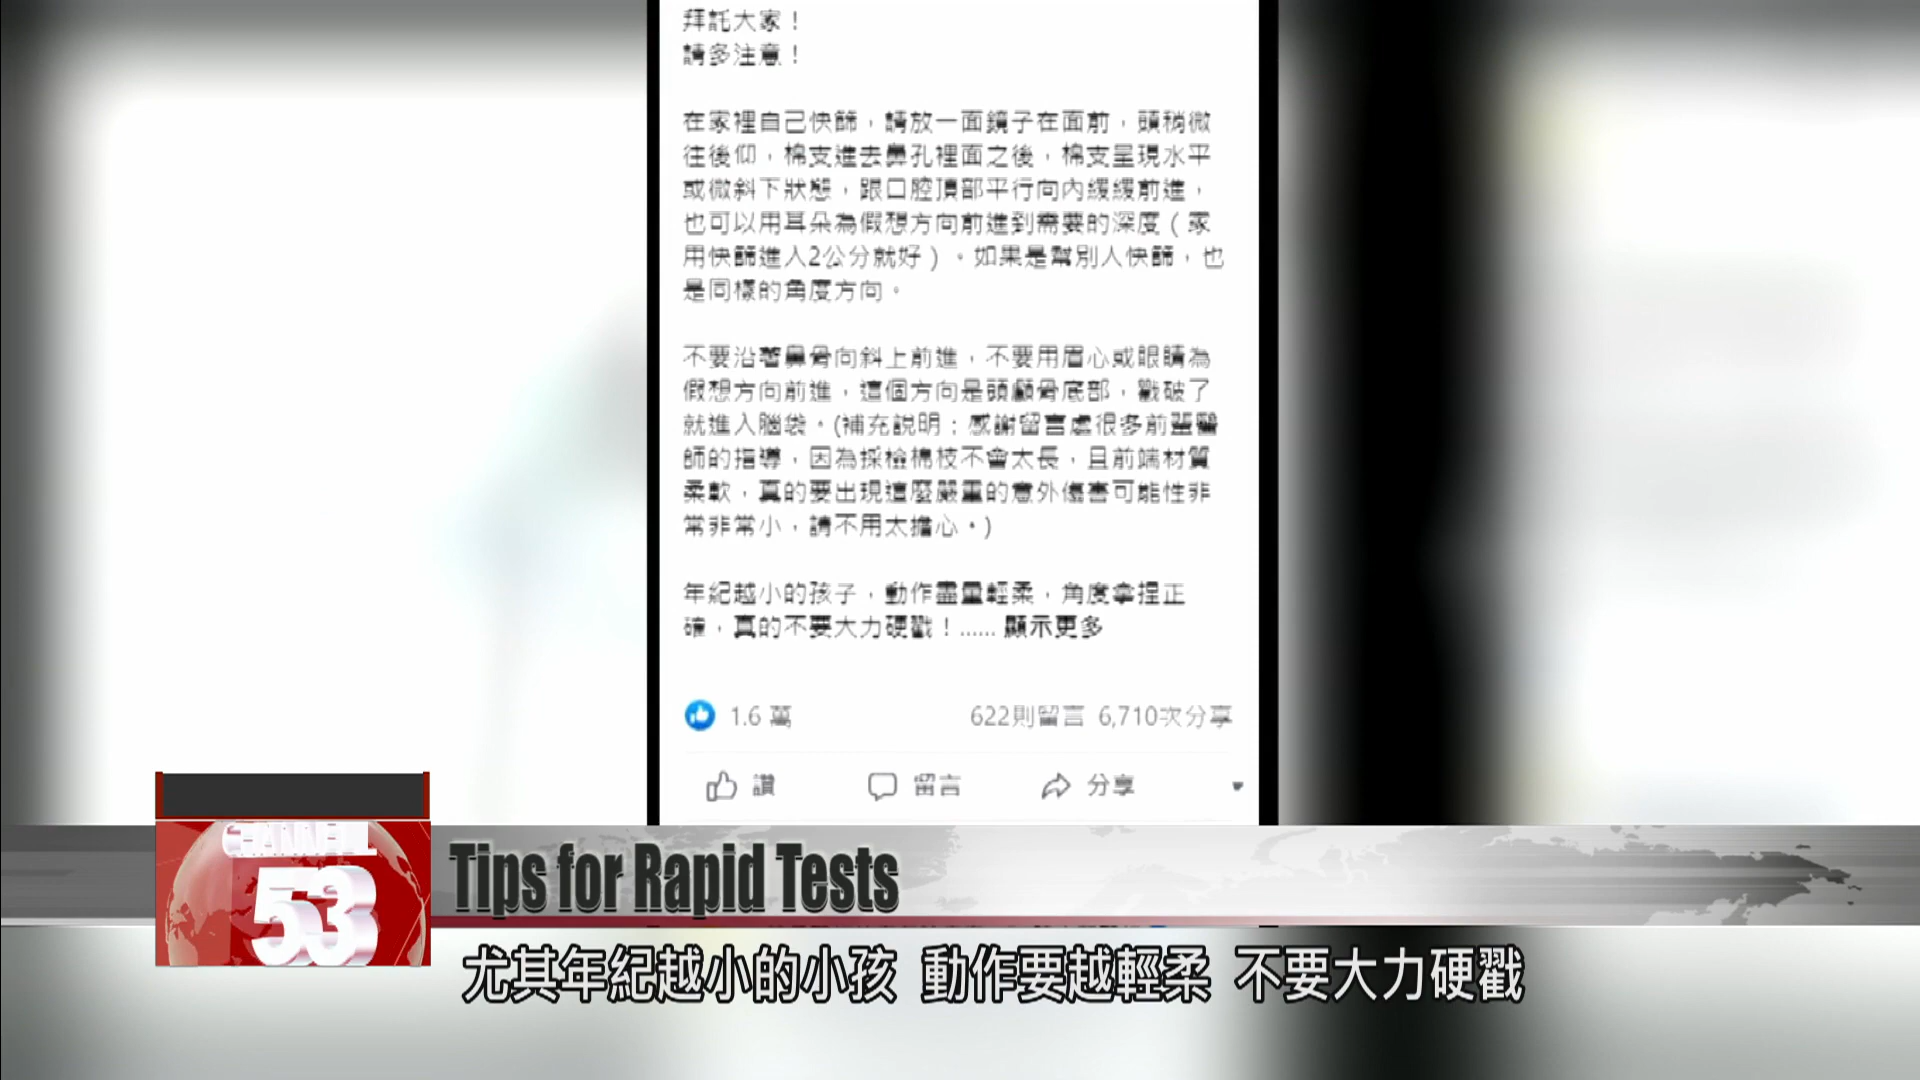 拜託大家！
請多注意！
在家裡自己快篩，請放一面鏡子在面前，頭稍微
往後仰，棉支進去鼻孔裡面之後，棉支呈現水平
或微斜下狀態，跟口腔頂部平行向內緩緩前進，
也可以用耳朵為假想方向前進到需要的深度（家
用快篩進入2公分就好）。如果是幫別人快篩，也
是同樣的角度方向。
不要沿著鼻骨向斜上前進，不要用眉心或眼睛為
假想方向前進，這個方向是頭顱骨底部，戳破了
就進入腦袋。(補充說明：感謝留言處很多前輩醫
師的指導，因為採檢棉枝不會太長，且前端材質
柔軟，真的要出現這麼嚴重的意外傷害可能性非
常非常小，請不用太擔心。)
年紀越小的孩子，動作盡量輕柔，角度拿捏正
確，真的不要大力硬戳！...... 顯示更多
1.6 萬
622則留言 6,710次分享
讚 留言 分享
CHANNEL
53
Tips for Rapid Tests
尤其年紀越小的小孩 動作要越輕柔 不要大力硬戳